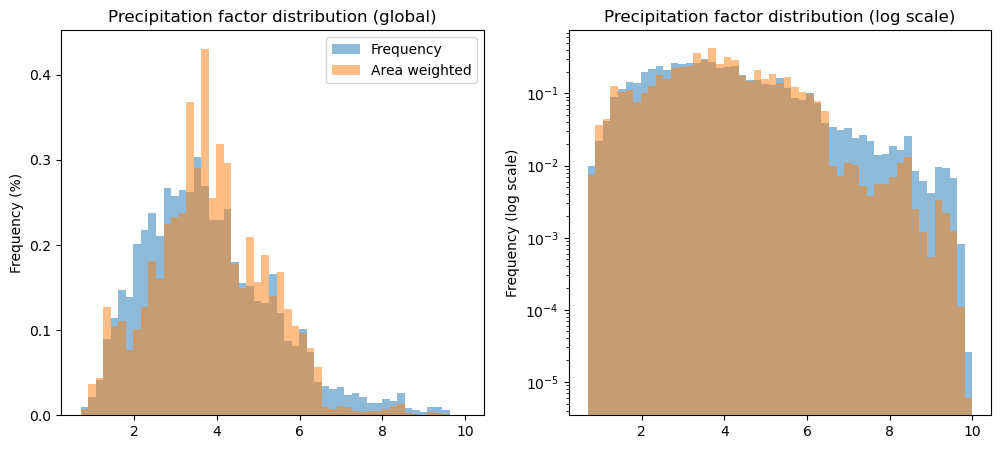 Precipitation factor distribution (global)
Frequency (%)
0.4
0.3
0.2
0.1
0.0
2 4 6 8 10
Frequency
Area weighted
Precipitation factor distribution (log scale)
Frequency (log scale)
10⁻¹
10⁻²
10⁻³
10⁻⁴
10⁻⁵
2 4 6 8 10